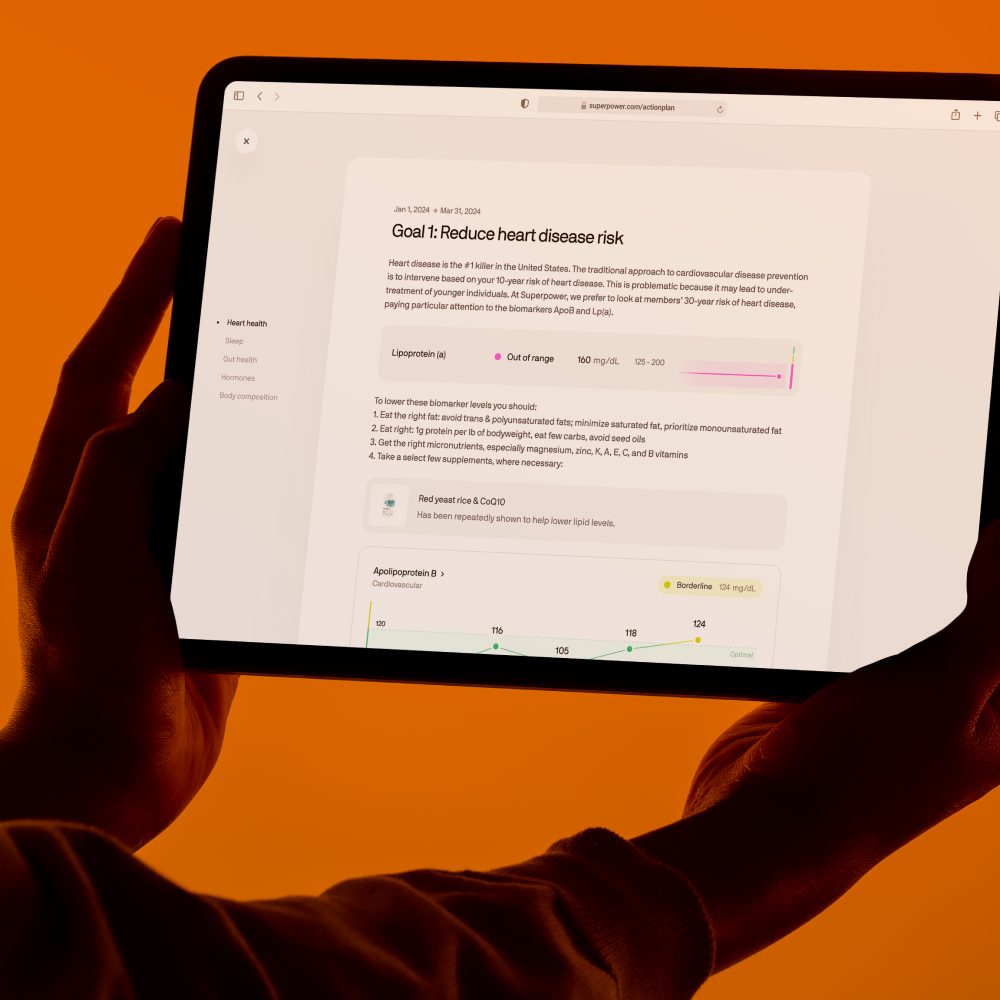 superpower.com/actionplan
Jan 1, 2024 → Mar 31, 2024
Goal 1: Reduce heart disease risk
Heart disease is the #1 killer in the United States. The traditional approach to cardiovascular disease prevention
is to intervene based on your 10-year risk of heart disease. This is problematic because it may lead to under-
treatment of younger individuals. At Superpower, we prefer to look at members' 30-year risk of heart disease,
paying particular attention to the biomarkers ApoB and Lp(a).
Heart health
Sleep
Gut health
Hormones
Body composition
Lipoprotein (a)
Out of range
160 mg/dL
125 - 200
To lower these biomarker levels you should:
1. Eat the right fat: avoid trans & polyunsaturated fats; minimize saturated fat, prioritize monounsaturated fat
2. Eat right: 1g protein per lb of bodyweight, eat few carbs, avoid seed oils
3. Get the right micronutrients, especially magnesium, zinc, K, A, E, C, and B vitamins
4. Take a select few supplements, where necessary:
Red yeast rice & CoQ10
Has been repeatedly shown to help lower lipid levels.
Apolipoprotein B >
Cardiovascular
Borderline 124 mg/dL
120
116
105
118
124
Optimal